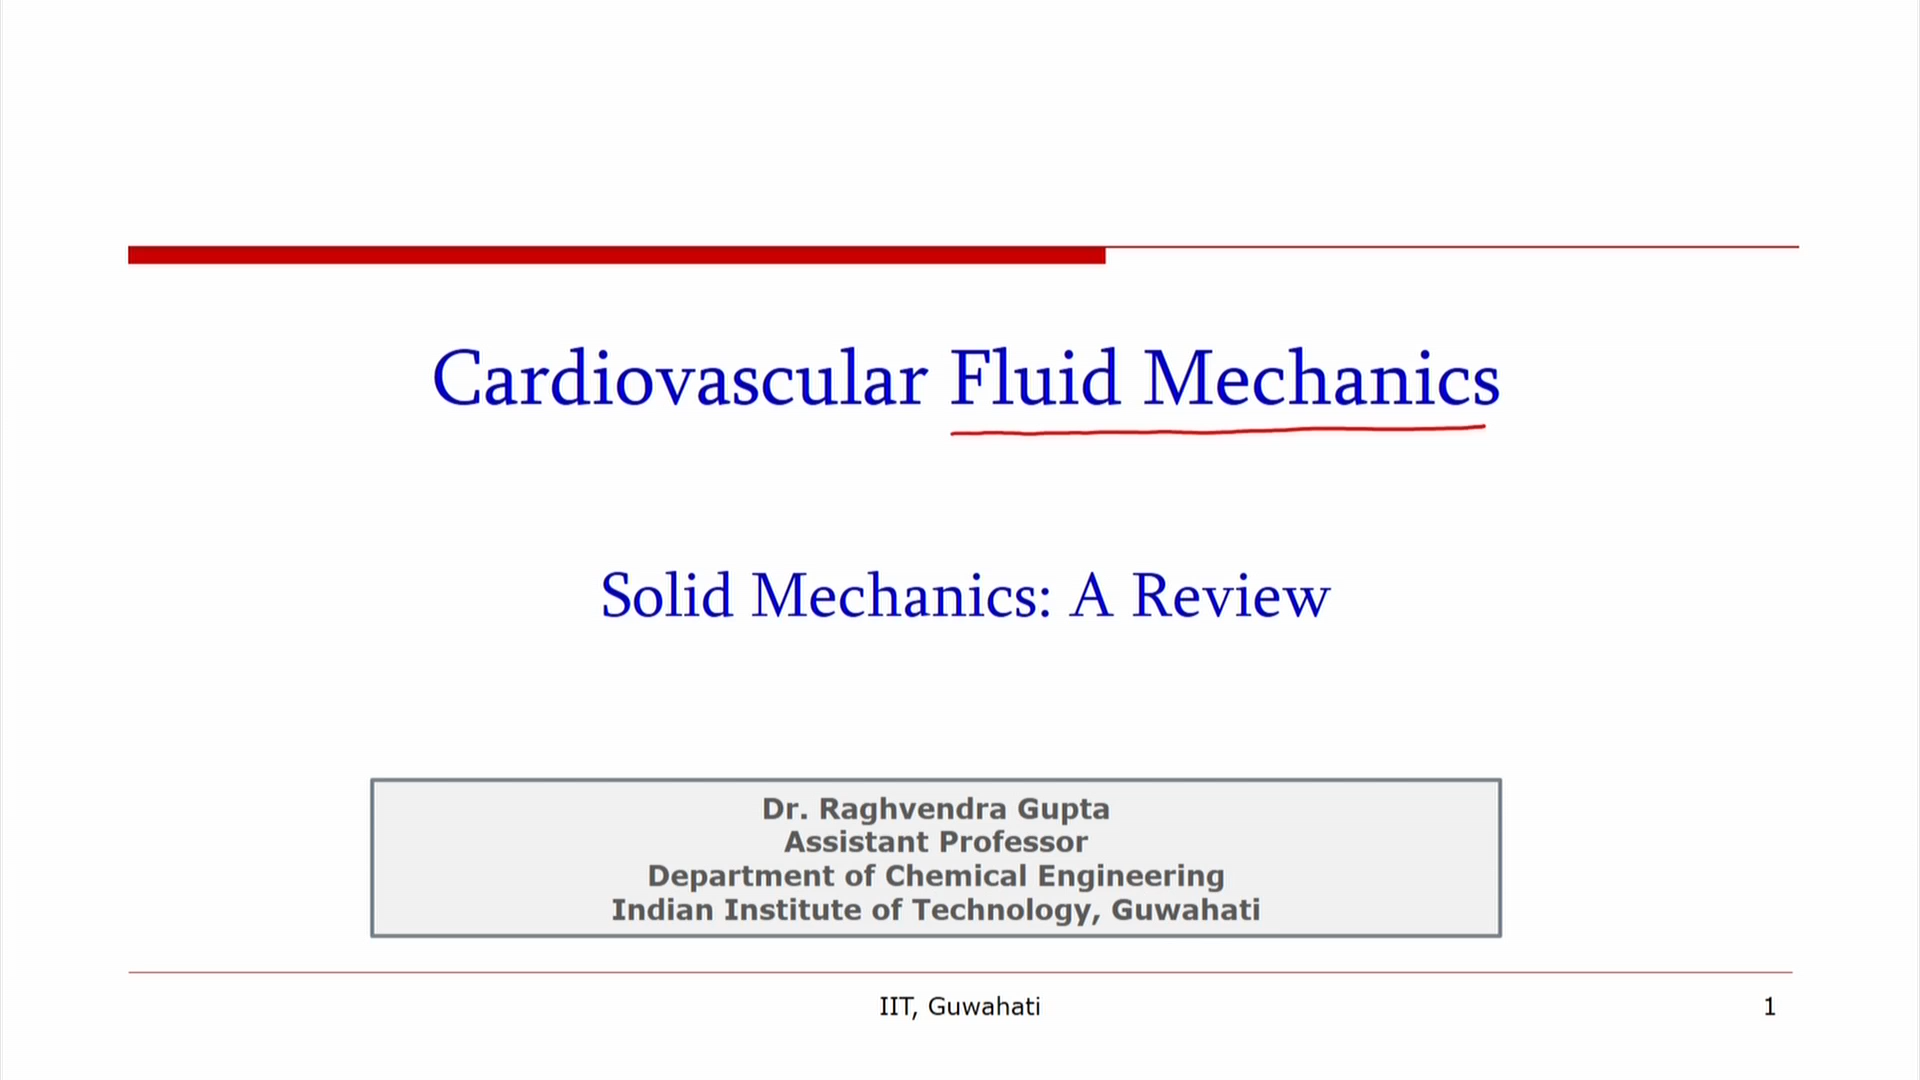 Cardiovascular Fluid Mechanics
Solid Mechanics: A Review
Dr. Raghvendra Gupta
Assistant Professor
Department of Chemical Engineering
Indian Institute of Technology, Guwahati
IIT, Guwahati
1